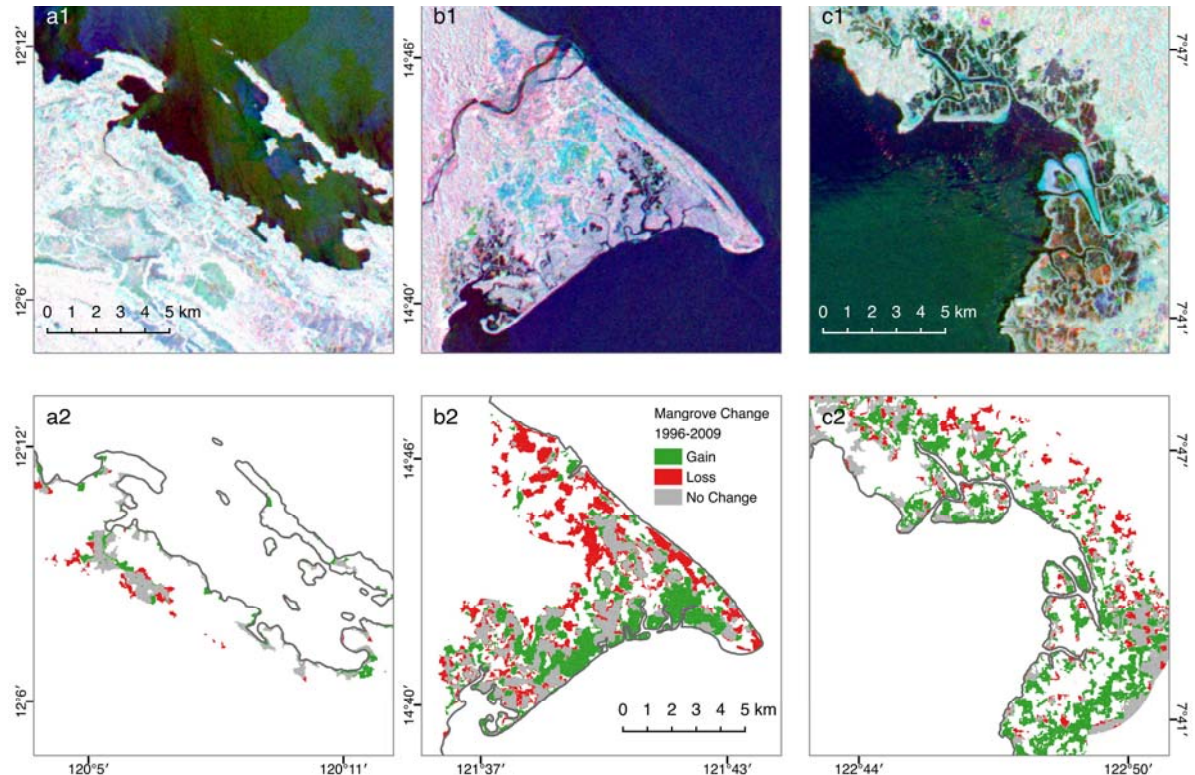 a1
b1
c1
12°12′
12°6′
14°46′
14°40′
7°47′
7°41′
0 1 2 3 4 5 km
0 1 2 3 4 5 km
a2
b2
c2
Mangrove Change
1996-2009
Gain
Loss
No Change
12°12′
12°6′
14°46′
14°40′
7°47′
7°41′
0 1 2 3 4 5 km
120°5′
120°11′
121°37′
121°43′
122°44′
122°50′